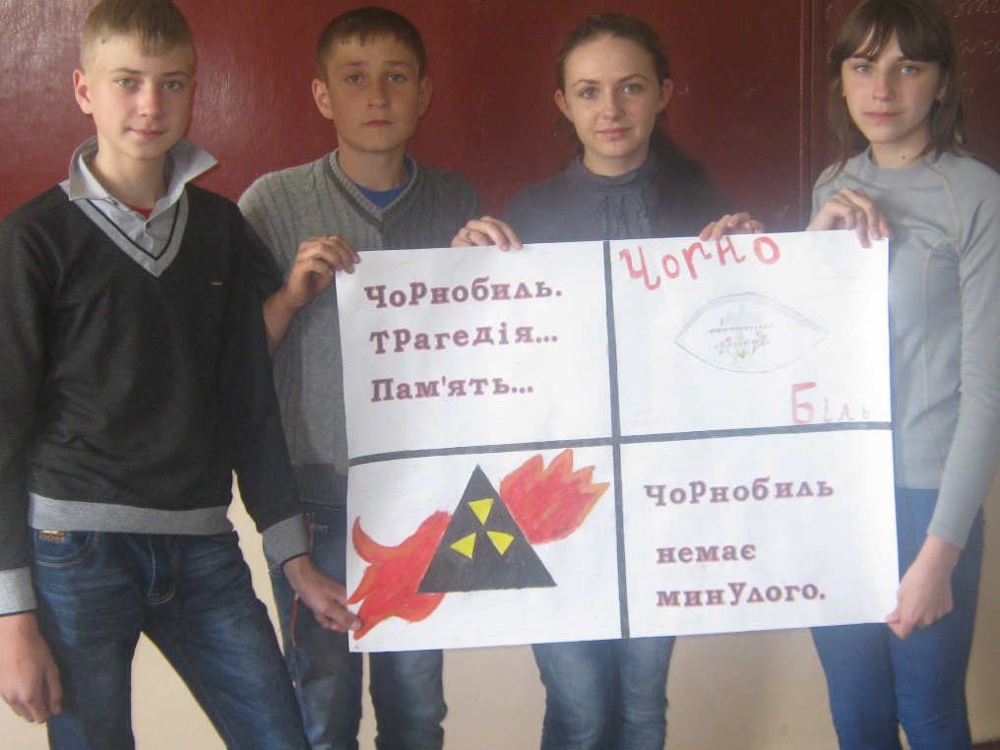 Чорнобиль.
Трагедія...
Пам'ять...
Чорно
Біль
Чорнобиль
немає
минулого.